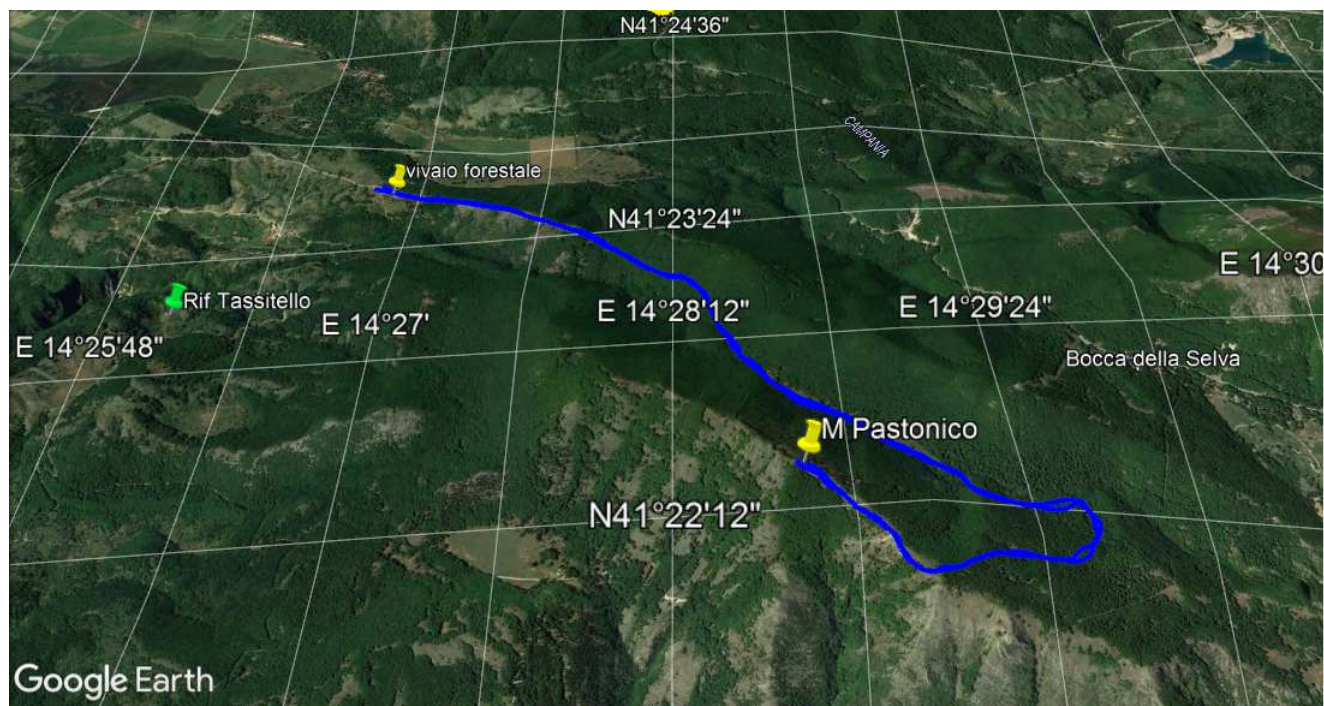 N41°24'36"
CAMPANIA
vivaio forestale
N41°23'24"
E 14°30
Rif Tassitello
E 14°28'12"
E 14°29'24"
E 14°27'
E 14°25'48"
Bocca della Selva
M Pastonico
N41°22'12"
Google Earth